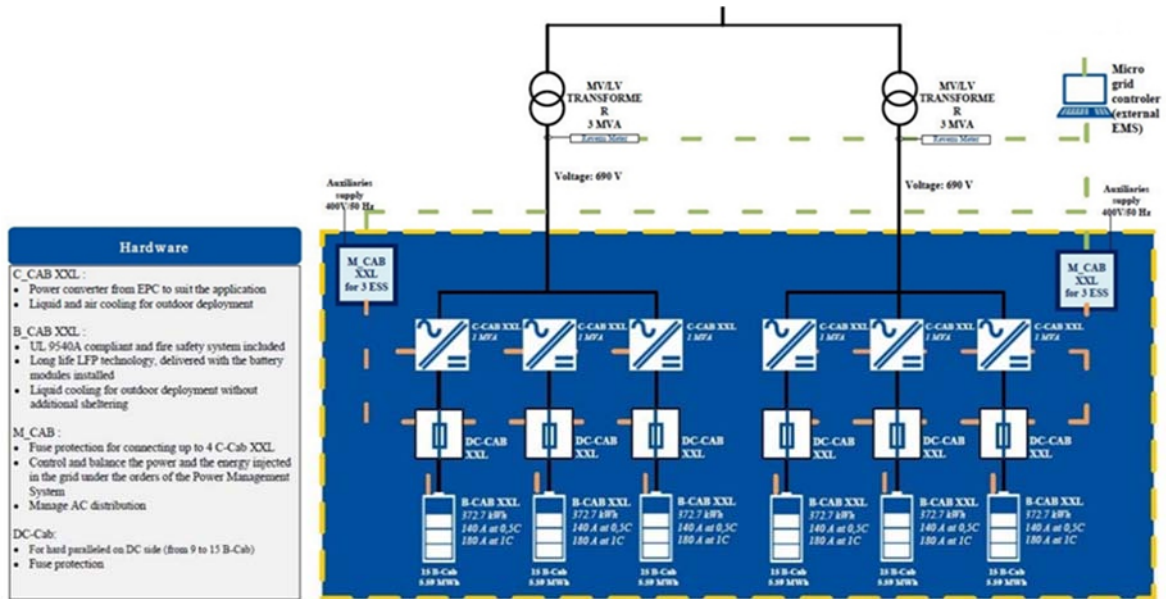 MV/LV
TRANSFORME
R
3 MVA
Voltage: 690 V
MV/LV
TRANSFORME
R
3 MVA
Voltage: 690 V
Micro
grid
controler
(external
EMS)
Auxiliaries
supply
400V/50 Hz
Auxiliaries
supply
400V/50 Hz
Hardware
C_CAB XXL :
• Power converter from EPC to suit the application
• Liquid and air cooling for outdoor deployment
B_CAB XXL :
• UL 9540A compliant and fire safety system included
• Long life LFP technology, delivered with the battery
modules installed
• Liquid cooling for outdoor deployment without
additional sheltering
M_CAB :
• Fuse protection for connecting up to 4 C-Cab XXL
• Control and balance the power and the energy injected
in the grid under the orders of the Power Management
System
• Manage AC distribution
DC-Cab:
• For hard paralleled on DC side (from 9 to 15 B-Cab)
• Fuse protection
M_CAB
XXL
for 3 ESS
M_CAB
XXL
for 3 ESS
C-CAB XXL
1 MVA
C-CAB XXL
1 MVA
C-CAB XXL
1 MVA
C-CAB XXL
1 MVA
C-CAB XXL
1 MVA
C-CAB XXL
1 MVA
DC-CAB
XXL
DC-CAB
XXL
DC-CAB
XXL
DC-CAB
XXL
DC-CAB
XXL
DC-CAB
XXL
B-CAB XXL
372.7 kWh
140 A at 0,5C
180 A at 1C
B-CAB XXL
372.7 kWh
140 A at 0,5C
180 A at 1C
B-CAB XXL
372.7 kWh
140 A at 0,5C
180 A at 1C
B-CAB XXL
372.7 kWh
140 A at 0,5C
180 A at 1C
B-CAB XXL
372.7 kWh
140 A at 0,5C
180 A at 1C
B-CAB XXL
372.7 kWh
140 A at 0,5C
180 A at 1C
15 B-Cab
5.59 MWh
15 B-Cab
5.59 MWh
15 B-Cab
5.59 MWh
15 B-Cab
5.59 MWh
15 B-Cab
5.59 MWh
15 B-Cab
5.59 MWh